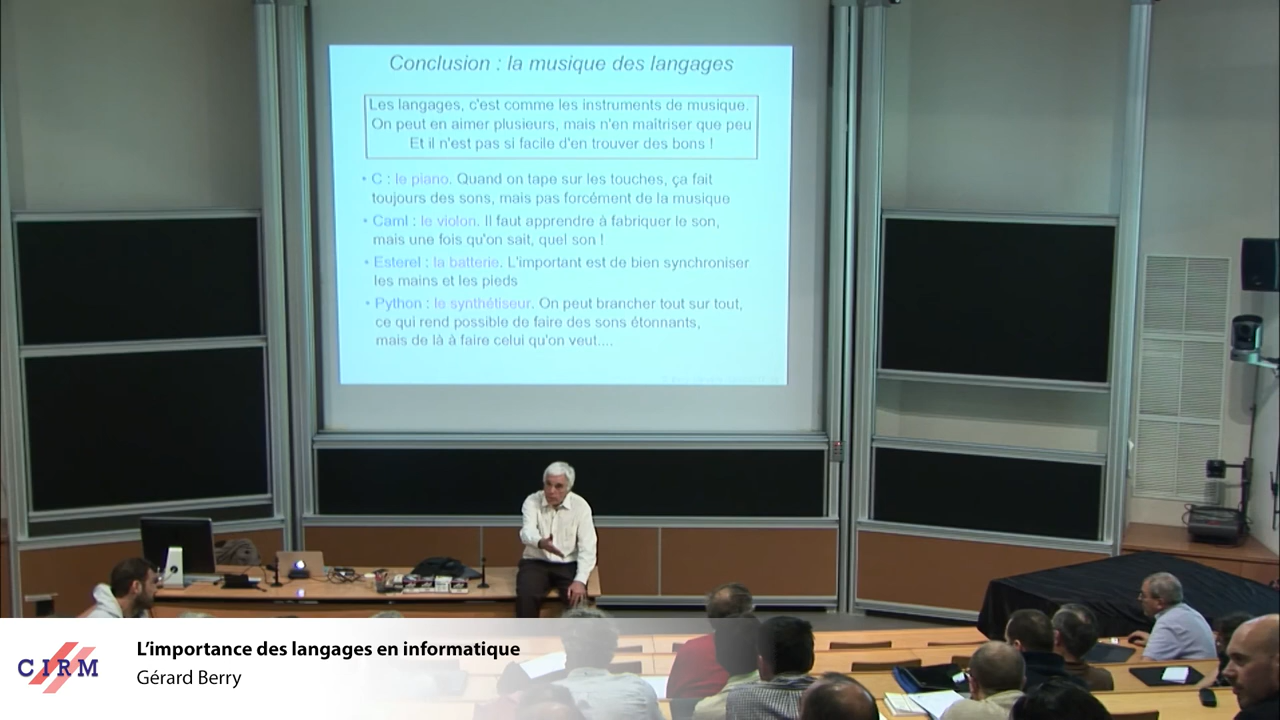 Conclusion : la musique des langages
Les langages, c'est comme les instruments de musique.
On peut en aimer plusieurs, mais n'en maîtriser que peu
Et il n'est pas si facile d'en trouver des bons !
• C : le piano. Quand on tape sur les touches, ça fait
toujours des sons, mais pas forcément de la musique
• Caml : le violon. Il faut apprendre à fabriquer le son,
mais une fois qu'on sait, quel son !
• Esterel : la batterie. L'important est de bien synchroniser
les mains et les pieds
• Python : le synthétiseur. On peut brancher tout sur tout,
ce qui rend possible de faire des sons étonnants,
mais de là à faire celui qu'on veut....
CIRM
L'importance des langages en informatique
Gérard Berry